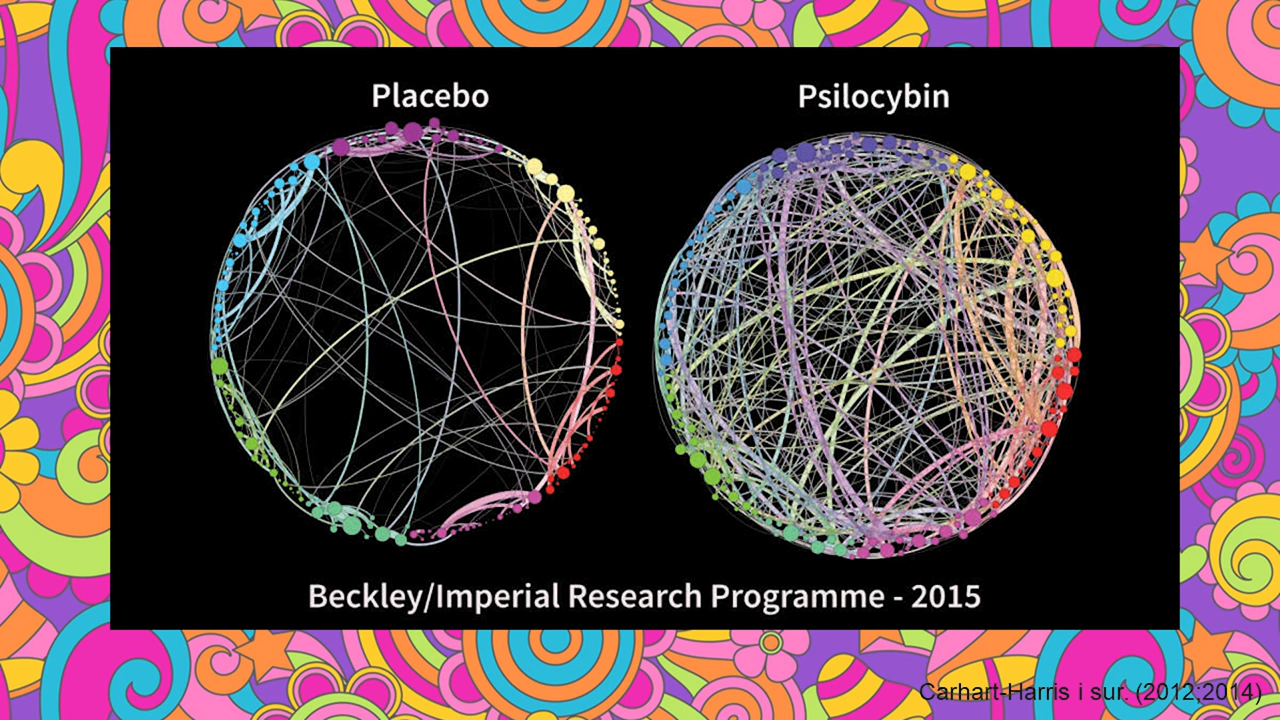 Placebo
Psilocybin
Beckley/Imperial Research Programme - 2015
Carhart-Harris i sur. (2012;2014)